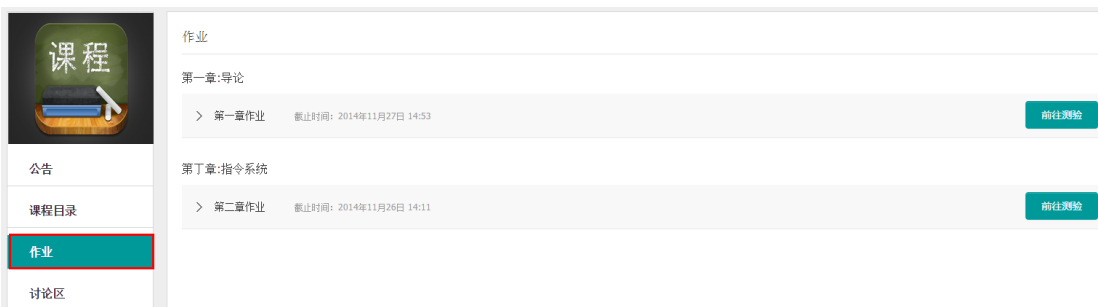 课程
公告
课程目录
作业
讨论区
作业
第一章:导论
第一章作业 截止时间：2014年11月27日 14:53 前往测验
第丁章:指令系统
第二章作业 截止时间：2014年11月26日 14:11 前往测验